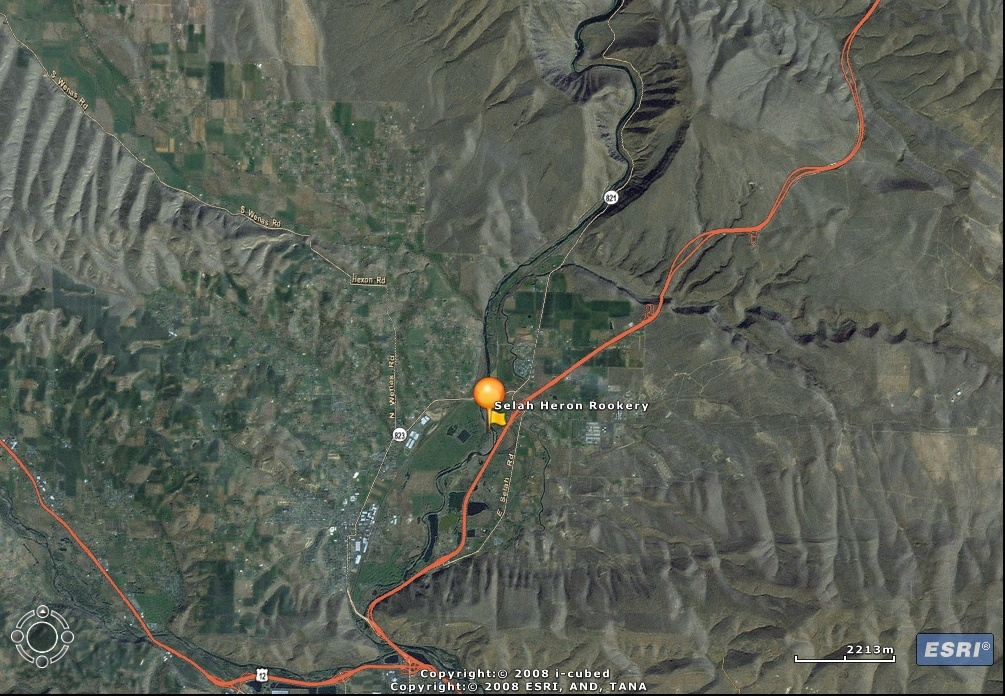 S Wenas Rd
821
S Wenas Rd
Hexon Rd
N Wenas Rd
Selah Heron Rookery
823
E Selah Rd
2213m
ESRI®
12
Copyright:© 2008 i-cubed
Copyright:© 2008 ESRI, AND, TANA